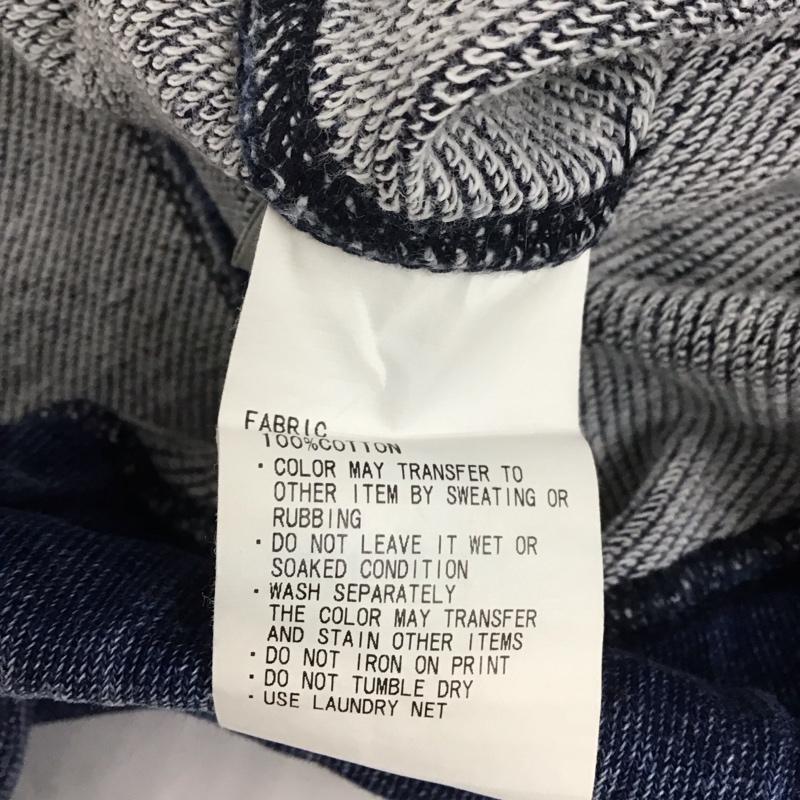 FABRIC
100%COTTON
· COLOR MAY TRANSFER TO
OTHER ITEM BY SWEATING OR
RUBBING
· DO NOT LEAVE IT WET OR
SOAKED CONDITION
· WASH SEPARATELY
THE COLOR MAY TRANSFER
AND STAIN OTHER ITEMS
· DO NOT IRON ON PRINT
· DO NOT TUMBLE DRY
· USE LAUNDRY NET